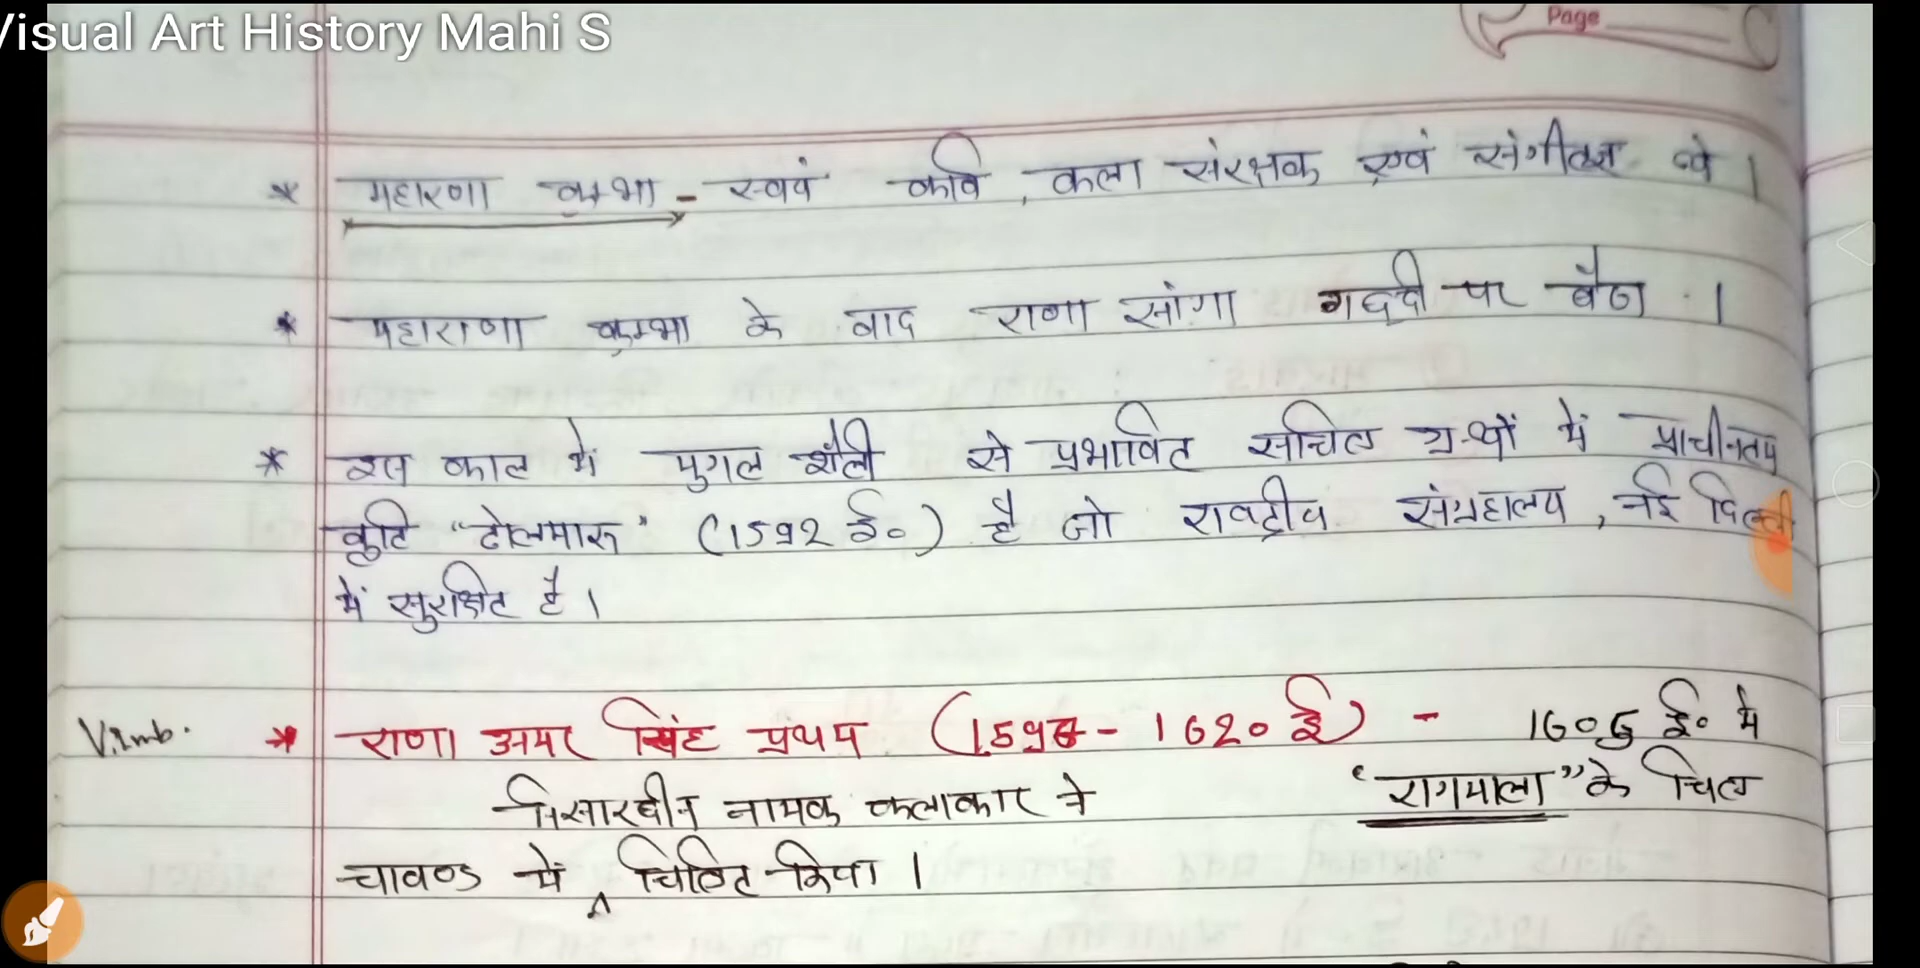 Visual Art History Mahi S
Page
* महारणा कुम्भा - स्वयं कवि, कला संरक्षक एवं संगीतज्ञ थे।
* महाराणा कुम्भा के बाद राणा सांगा गद्दी पर बैठा।
* इस काल में मुगल शैली से प्रभावित सचित्र ग्रन्थों में प्राचीनतम
कृति "ढोलमारू" (1592 ई०) है जो राष्ट्रीय संग्रहालय, नई दिल्ली
में सुरक्षित है।
V.Imb. * राणा अमर सिंह प्रथम (1597 - 1620 ई) - 1605 ई० में
निसारदीन नामक कलाकार ने "रागमाला" के चित्र
चावण्ड में ^ चित्रित किया।